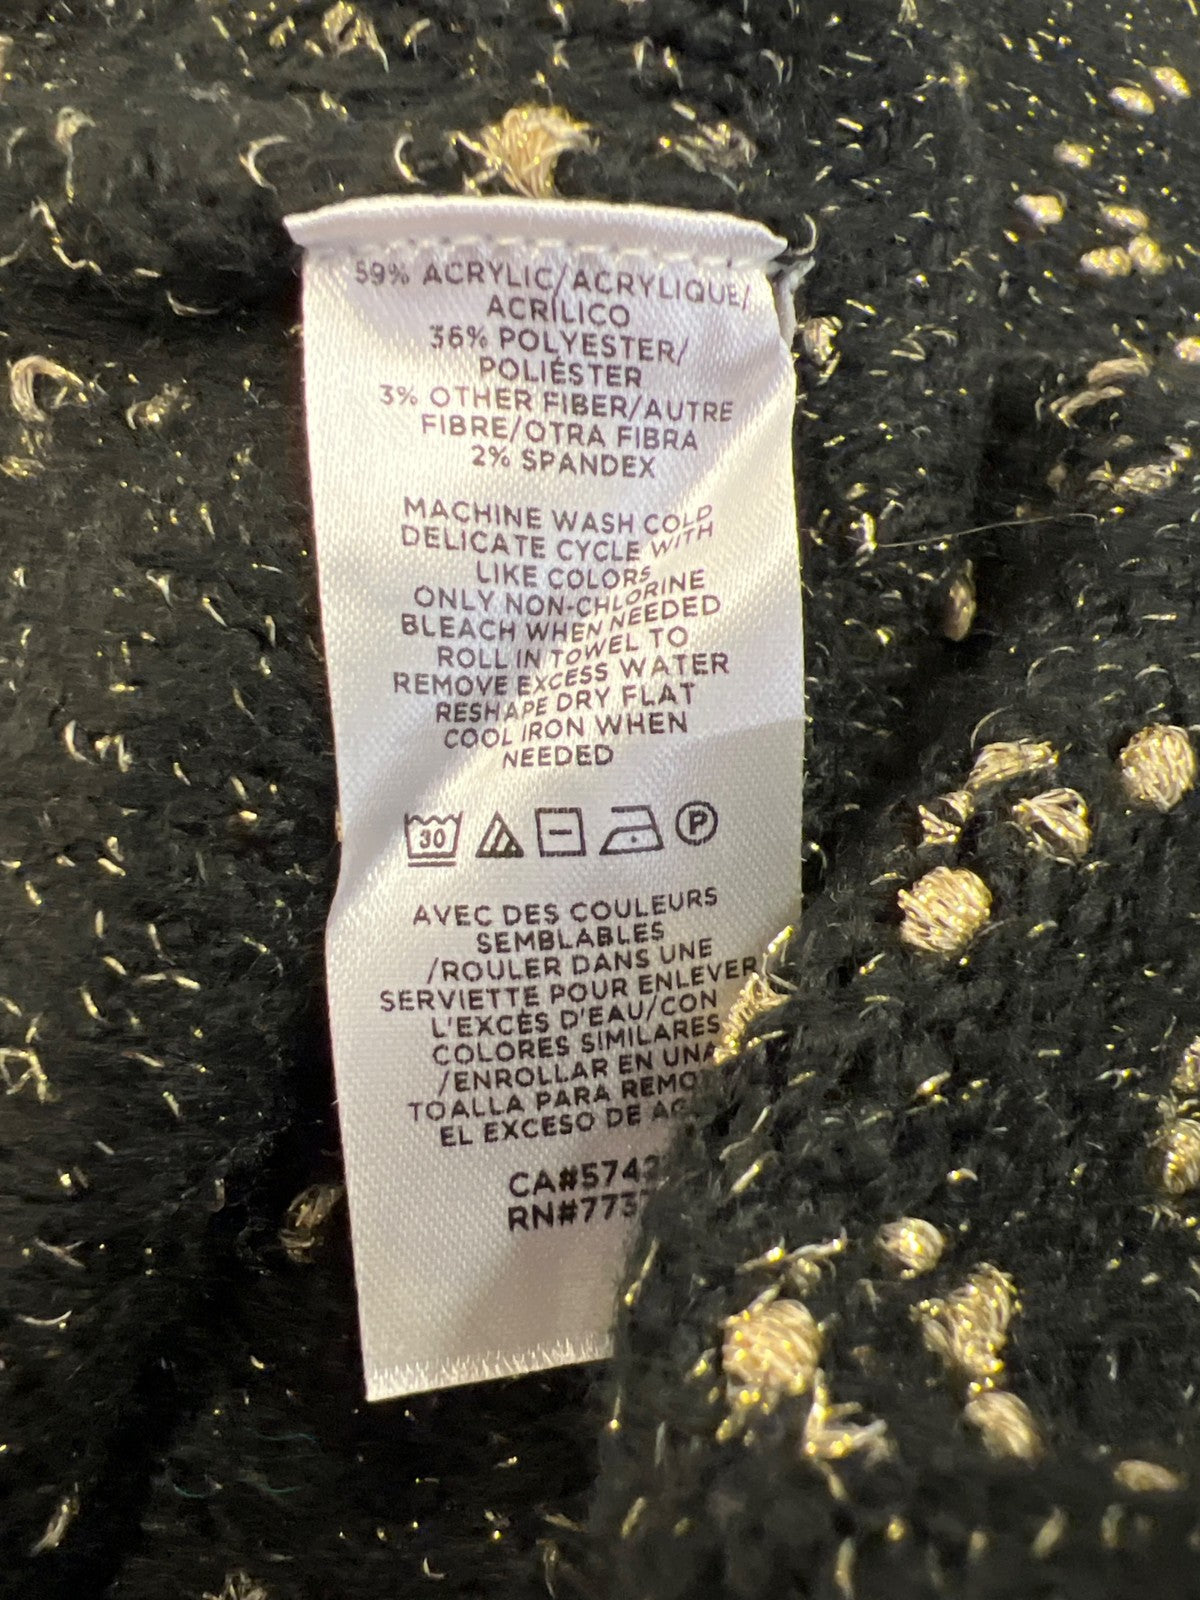 59% ACRYLIC/ACRYLIQUE/
ACRÍLICO
36% POLYESTER/
POLIÉSTER
3% OTHER FIBER/AUTRE
FIBRE/OTRA FIBRA
2% SPANDEX
MACHINE WASH COLD
DELICATE CYCLE WITH
LIKE COLORS
ONLY NON-CHLORINE
BLEACH WHEN NEEDED
ROLL IN TOWEL TO
REMOVE EXCESS WATER
RESHAPE DRY FLAT
COOL IRON WHEN
NEEDED
30 P
AVEC DES COULEURS
SEMBLABLES
/ROULER DANS UNE
SERVIETTE POUR ENLEVER
L'EXCÈS D'EAU/CON
COLORES SIMILARES
/ENROLLAR EN UNA
TOALLA PARA
EL EXCESO DE